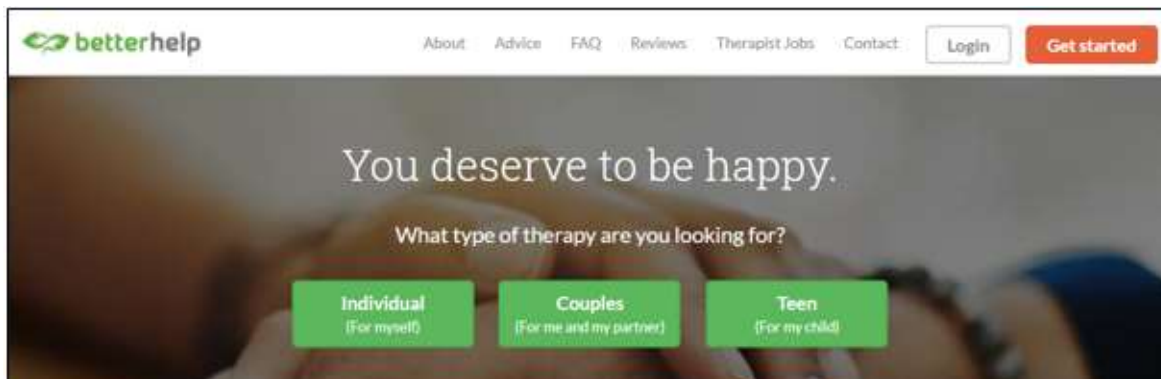 betterhelp About Advice FAQ Reviews Therapist Jobs Contact Login Get started
You deserve to be happy.
What type of therapy are you looking for?
Individual Couples Teen
(For myself) (For me and my partner) (For my child)